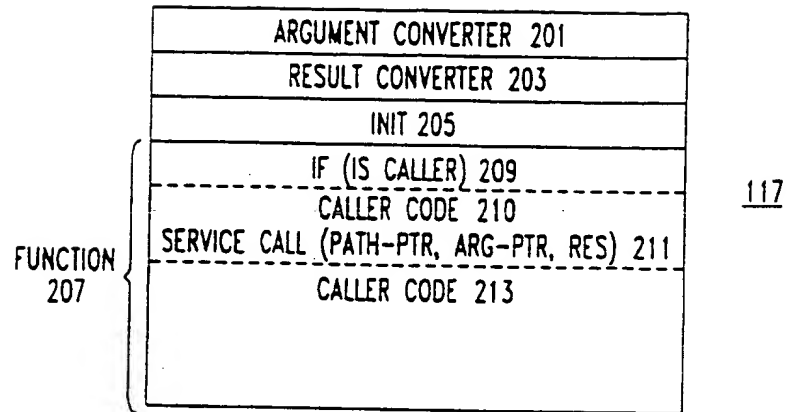 ARGUMENT CONVERTER 201
RESULT CONVERTER 203
INIT 205
IF (IS CALLER) 209
CALLER CODE 210
SERVICE CALL (PATH-PTR, ARG-PTR, RES) 211
CALLER CODE 213
FUNCTION
207
117